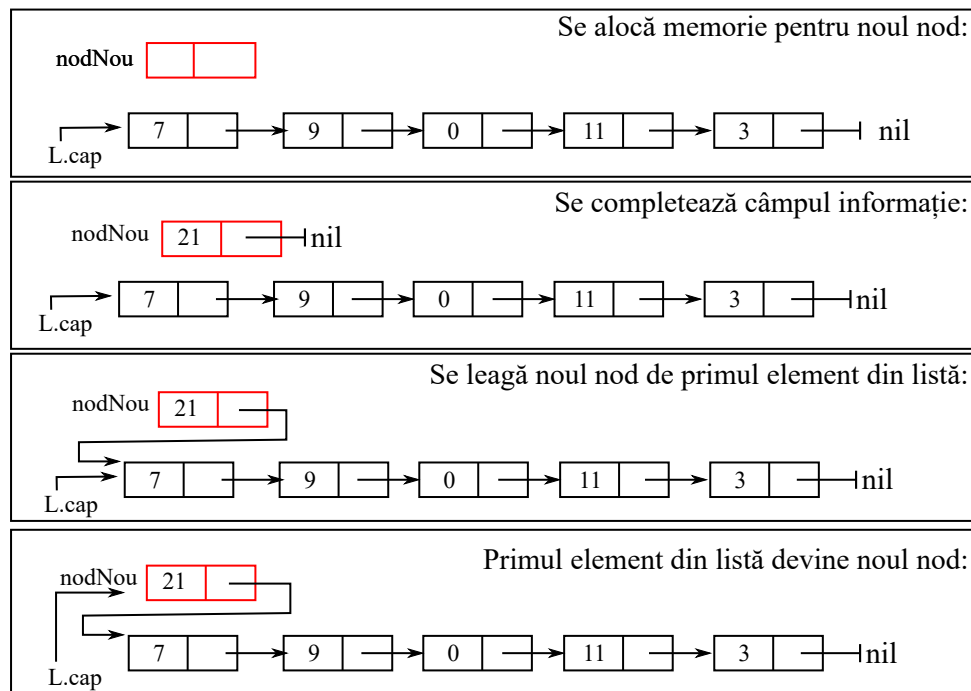 Se alocă memorie pentru noul nod:
nodNou
7 9 0 11 3 nil
L.cap
Se completează câmpul informație:
nodNou 21 nil
7 9 0 11 3 nil
L.cap
Se leagă noul nod de primul element din listă:
nodNou 21
7 9 0 11 3 nil
L.cap
Primul element din listă devine noul nod:
nodNou 21
7 9 0 11 3 nil
L.cap